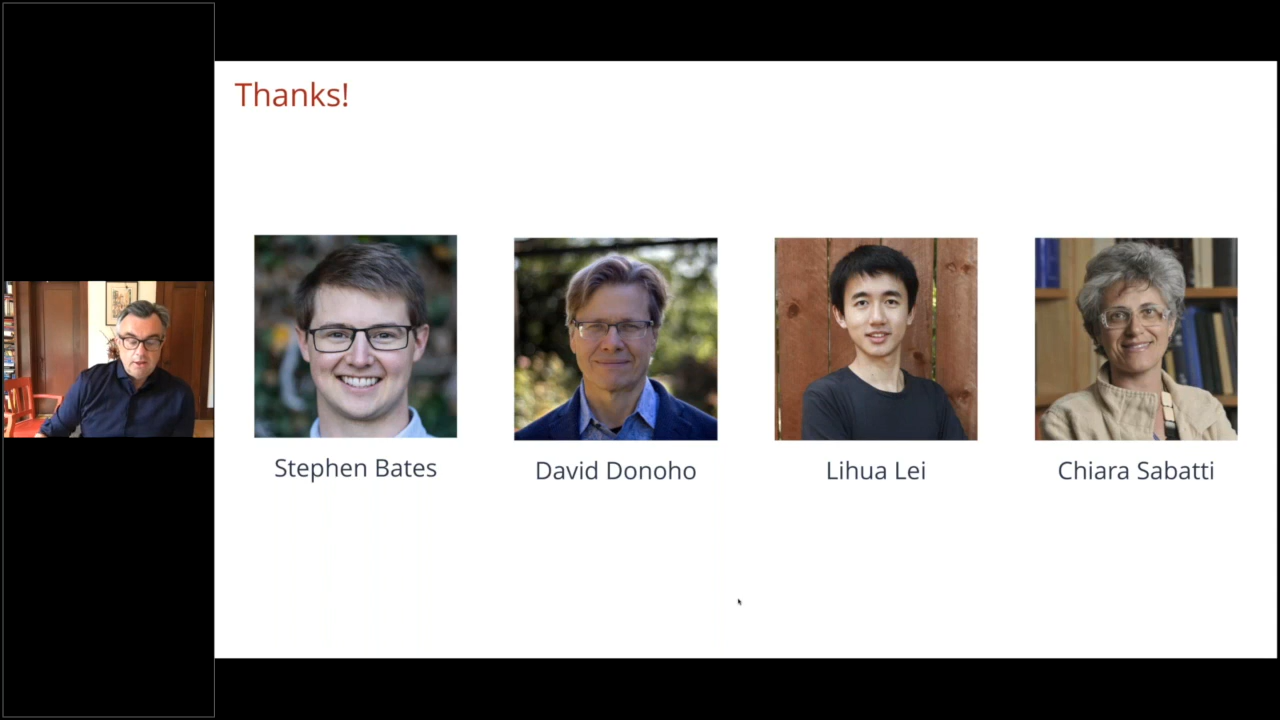 Thanks!
Stephen Bates
David Donoho
Lihua Lei
Chiara Sabatti